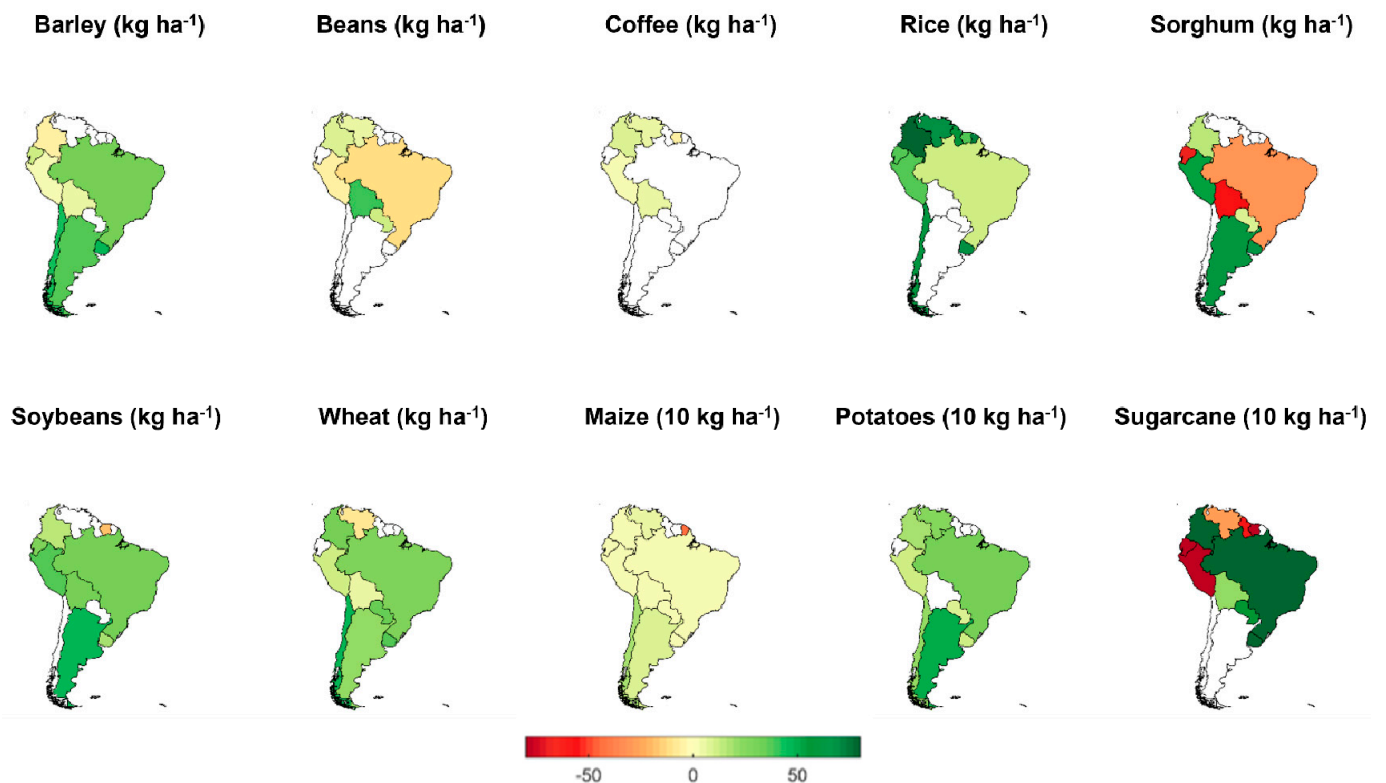 Barley (kg ha⁻¹)
Beans (kg ha⁻¹)
Coffee (kg ha⁻¹)
Rice (kg ha⁻¹)
Sorghum (kg ha⁻¹)
Soybeans (kg ha⁻¹)
Wheat (kg ha⁻¹)
Maize (10 kg ha⁻¹)
Potatoes (10 kg ha⁻¹)
Sugarcane (10 kg ha⁻¹)
-50
0
50